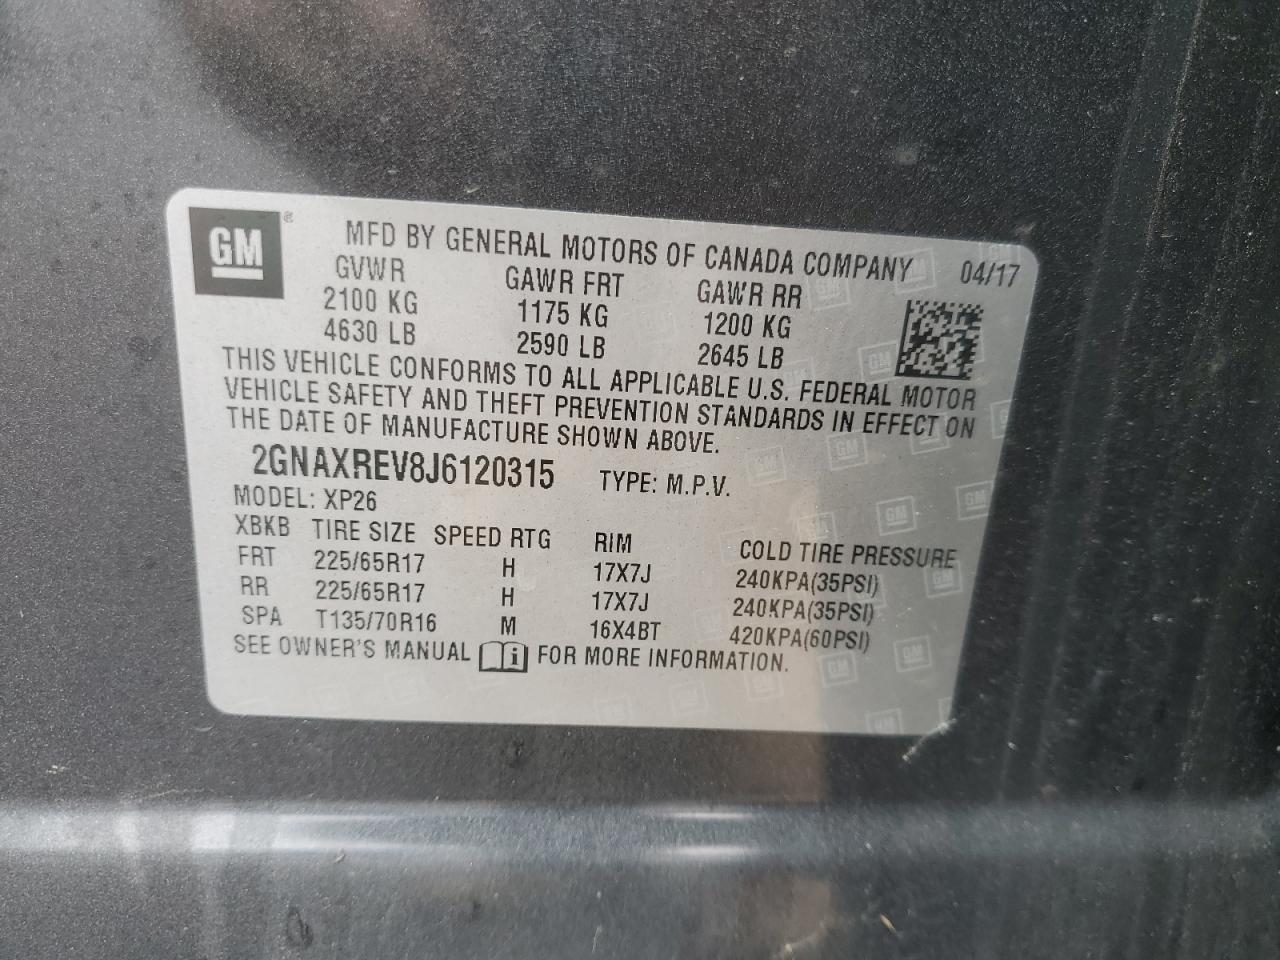 GM®
MFD BY GENERAL MOTORS OF CANADA COMPANY 04/17
GVWR GAWR FRT GAWR RR
2100 KG 1175 KG 1200 KG
4630 LB 2590 LB 2645 LB
THIS VEHICLE CONFORMS TO ALL APPLICABLE U.S. FEDERAL MOTOR
VEHICLE SAFETY AND THEFT PREVENTION STANDARDS IN EFFECT ON
THE DATE OF MANUFACTURE SHOWN ABOVE.
2GNAXREV8J6120315 TYPE: M.P.V.
MODEL: XP26
XBKB TIRE SIZE SPEED RTG RIM COLD TIRE PRESSURE
FRT 225/65R17 H 17X7J 240KPA(35PSI)
RR 225/65R17 H 17X7J 240KPA(35PSI)
SPA T135/70R16 M 16X4BT 420KPA(60PSI)
SEE OWNER'S MANUAL i FOR MORE INFORMATION.